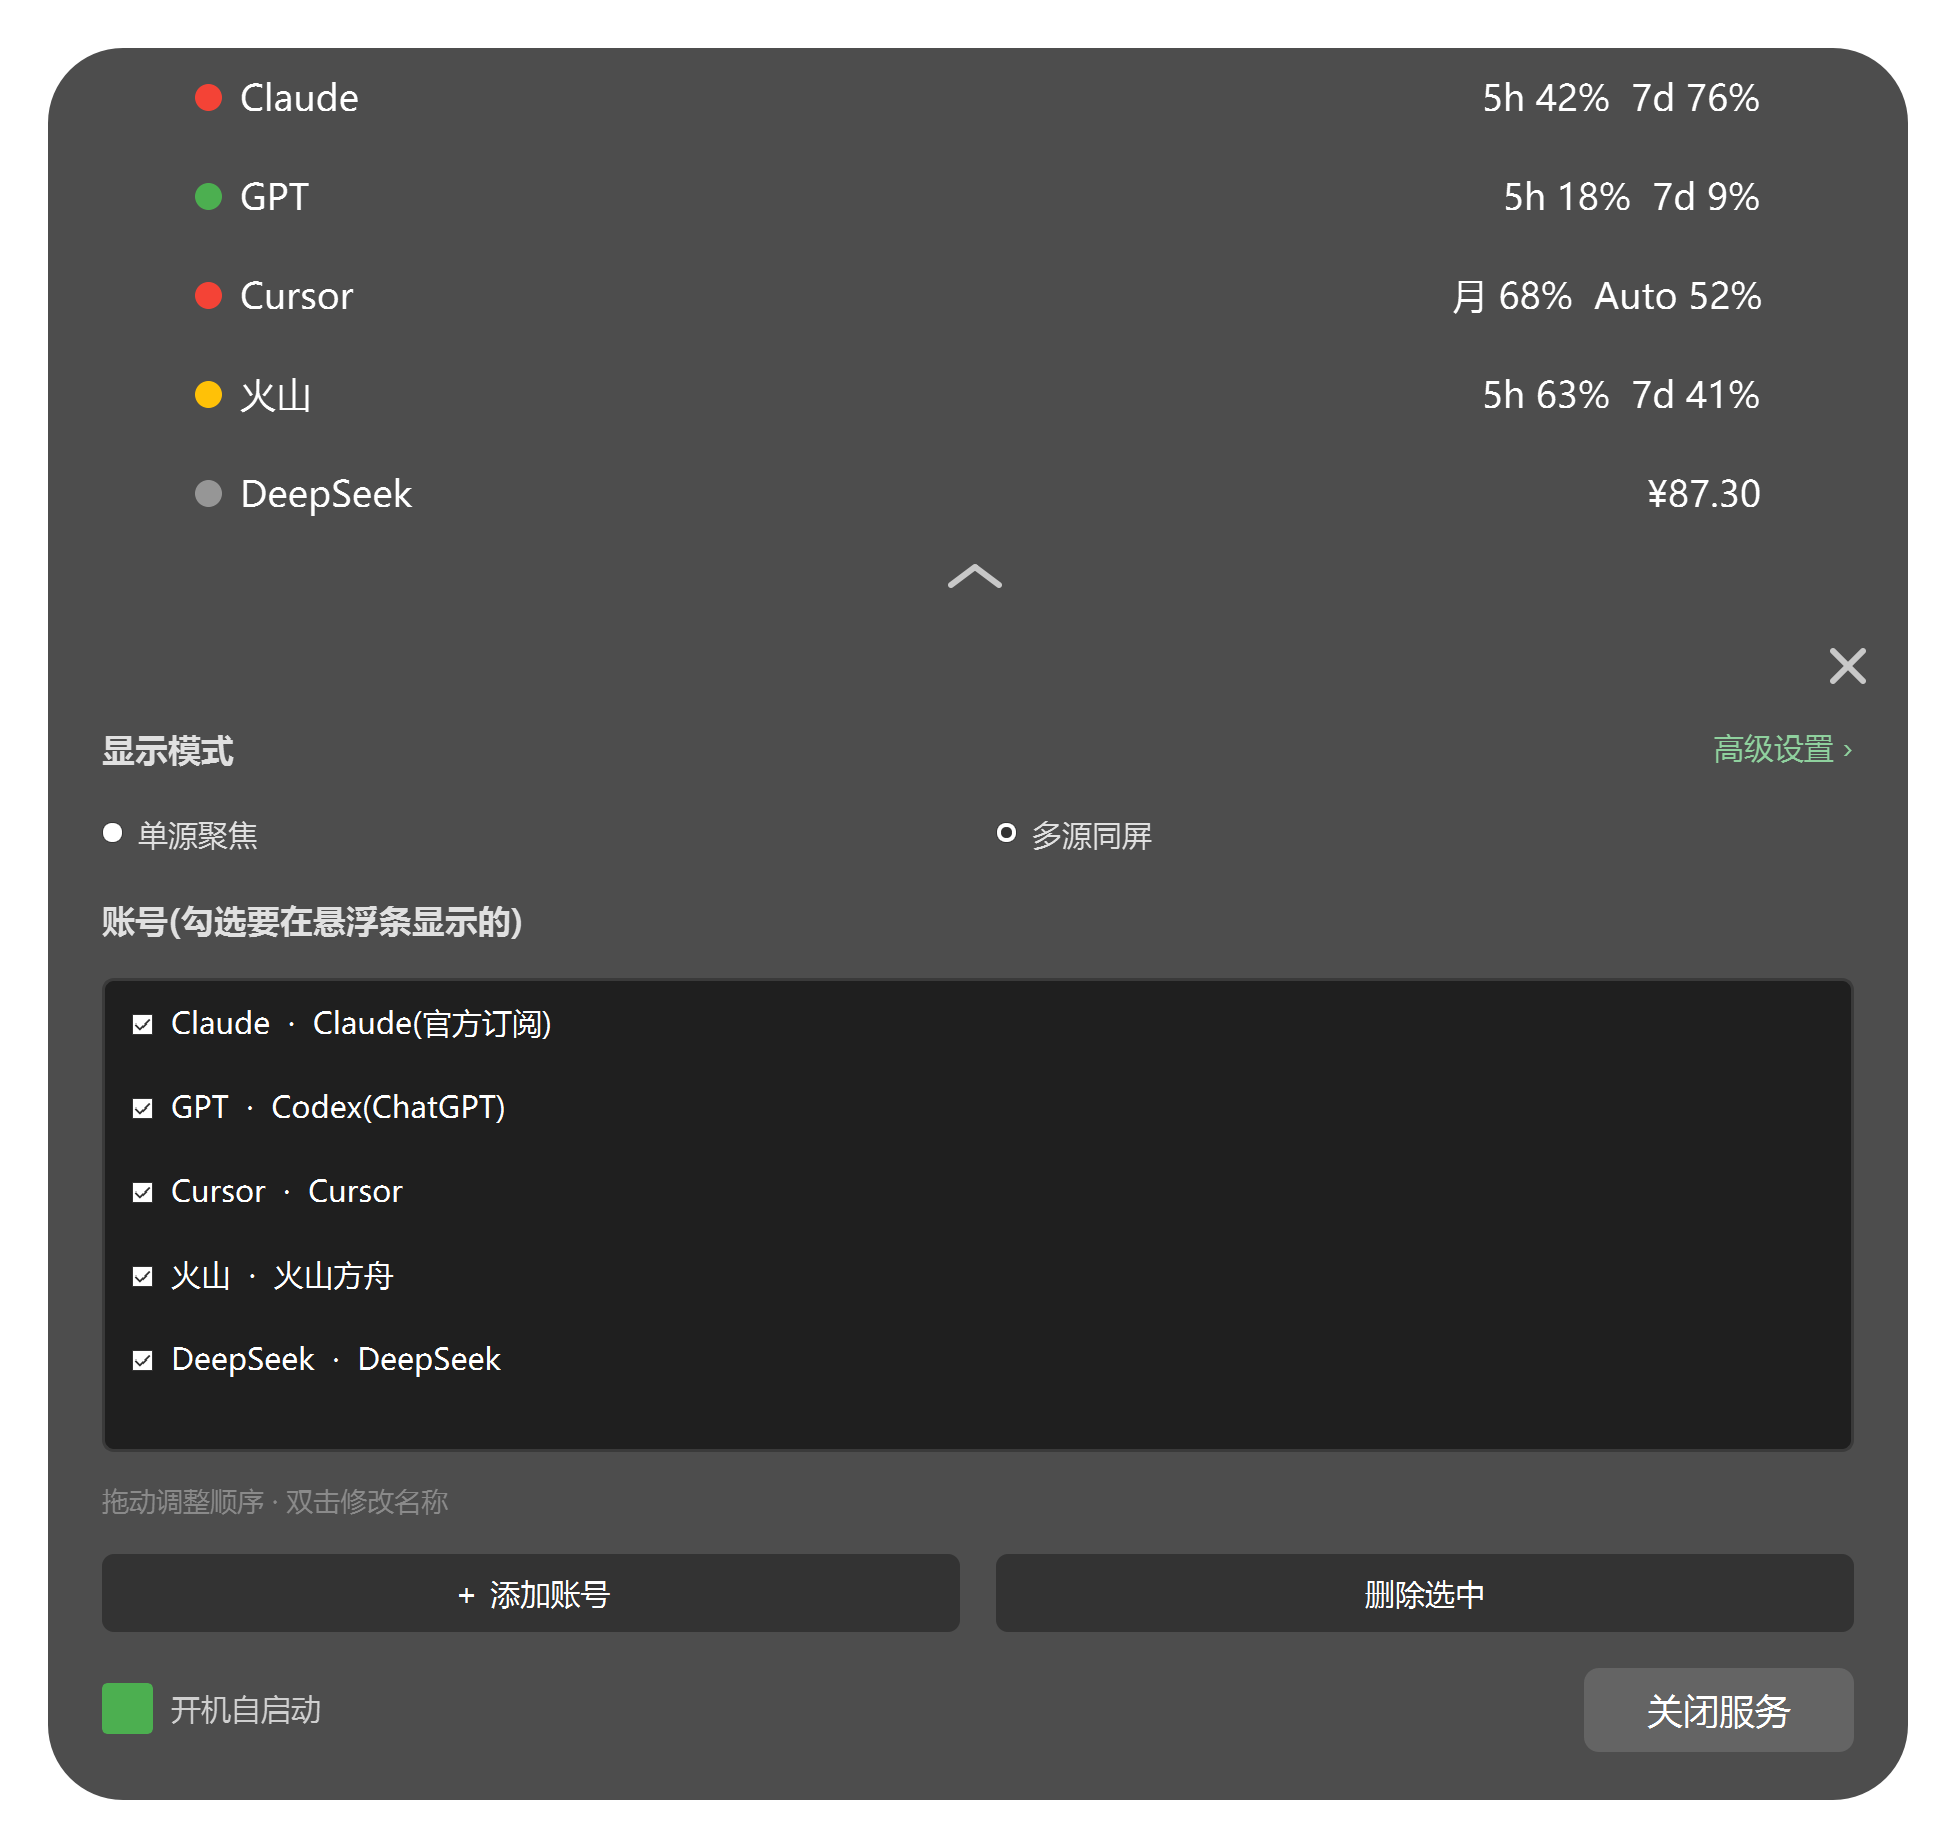 Claude 5h 42% 7d 76%
GPT 5h 18% 7d 9%
Cursor 月 68% Auto 52%
火山 5h 63% 7d 41%
DeepSeek ¥87.30
显示模式 高级设置 ›
单源聚焦 多源同屏
账号(勾选要在悬浮条显示的)
Claude · Claude(官方订阅)
GPT · Codex(ChatGPT)
Cursor · Cursor
火山 · 火山方舟
DeepSeek · DeepSeek
拖动调整顺序 · 双击修改名称
+ 添加账号 删除选中
开机自启动 关闭服务